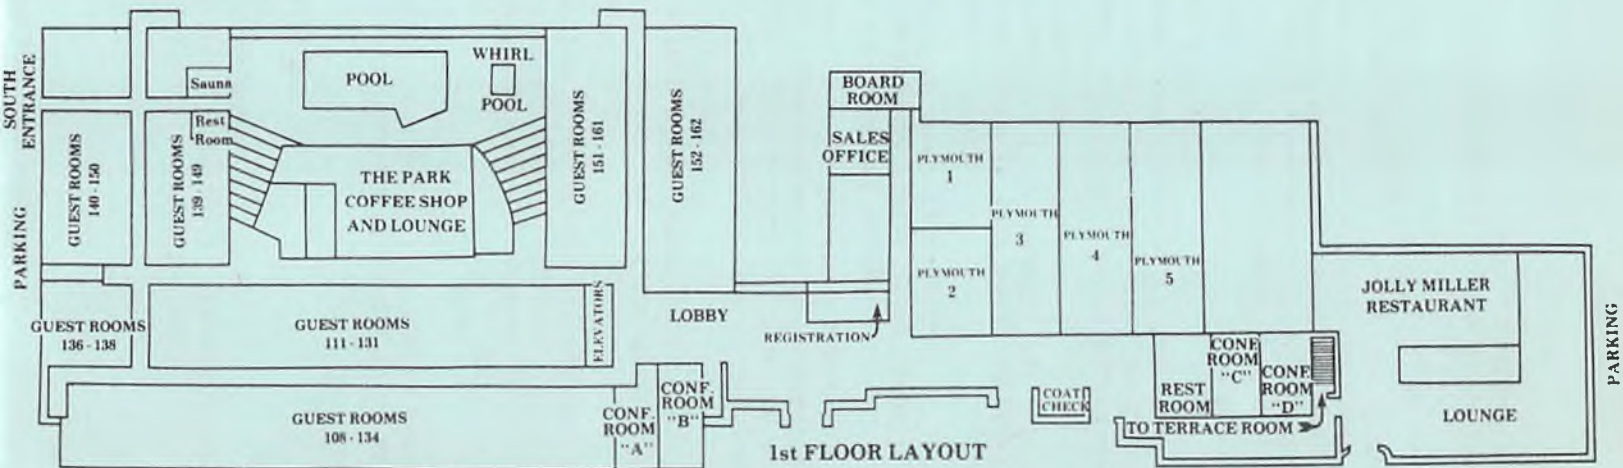 SOUTH
ENTRANCE
PARKING
Sauna
Rest
Room
POOL
WHIRL
POOL
GUEST ROOMS
140 - 150
GUEST ROOMS
139 - 149
THE PARK
COFFEE SHOP
AND LOUNGE
GUEST ROOMS
151 - 161
GUEST ROOMS
152 - 162
BOARD
ROOM
SALES
OFFICE
PLYMOUTH
1
PLYMOUTH
2
PLYMOUTH
3
PLYMOUTH
4
PLYMOUTH
5
JOLLY MILLER
RESTAURANT
PARKING
GUEST ROOMS
136 - 138
GUEST ROOMS
111 - 131
ELEVATORS
LOBBY
REGISTRATION
GUEST ROOMS
108 - 134
CONF.
ROOM
"A"
CONF.
ROOM
"B"
COAT
CHECK
REST
ROOM
CONF.
ROOM
"C"
CONF.
ROOM
"D"
TO TERRACE ROOM
LOUNGE
1st FLOOR LAYOUT